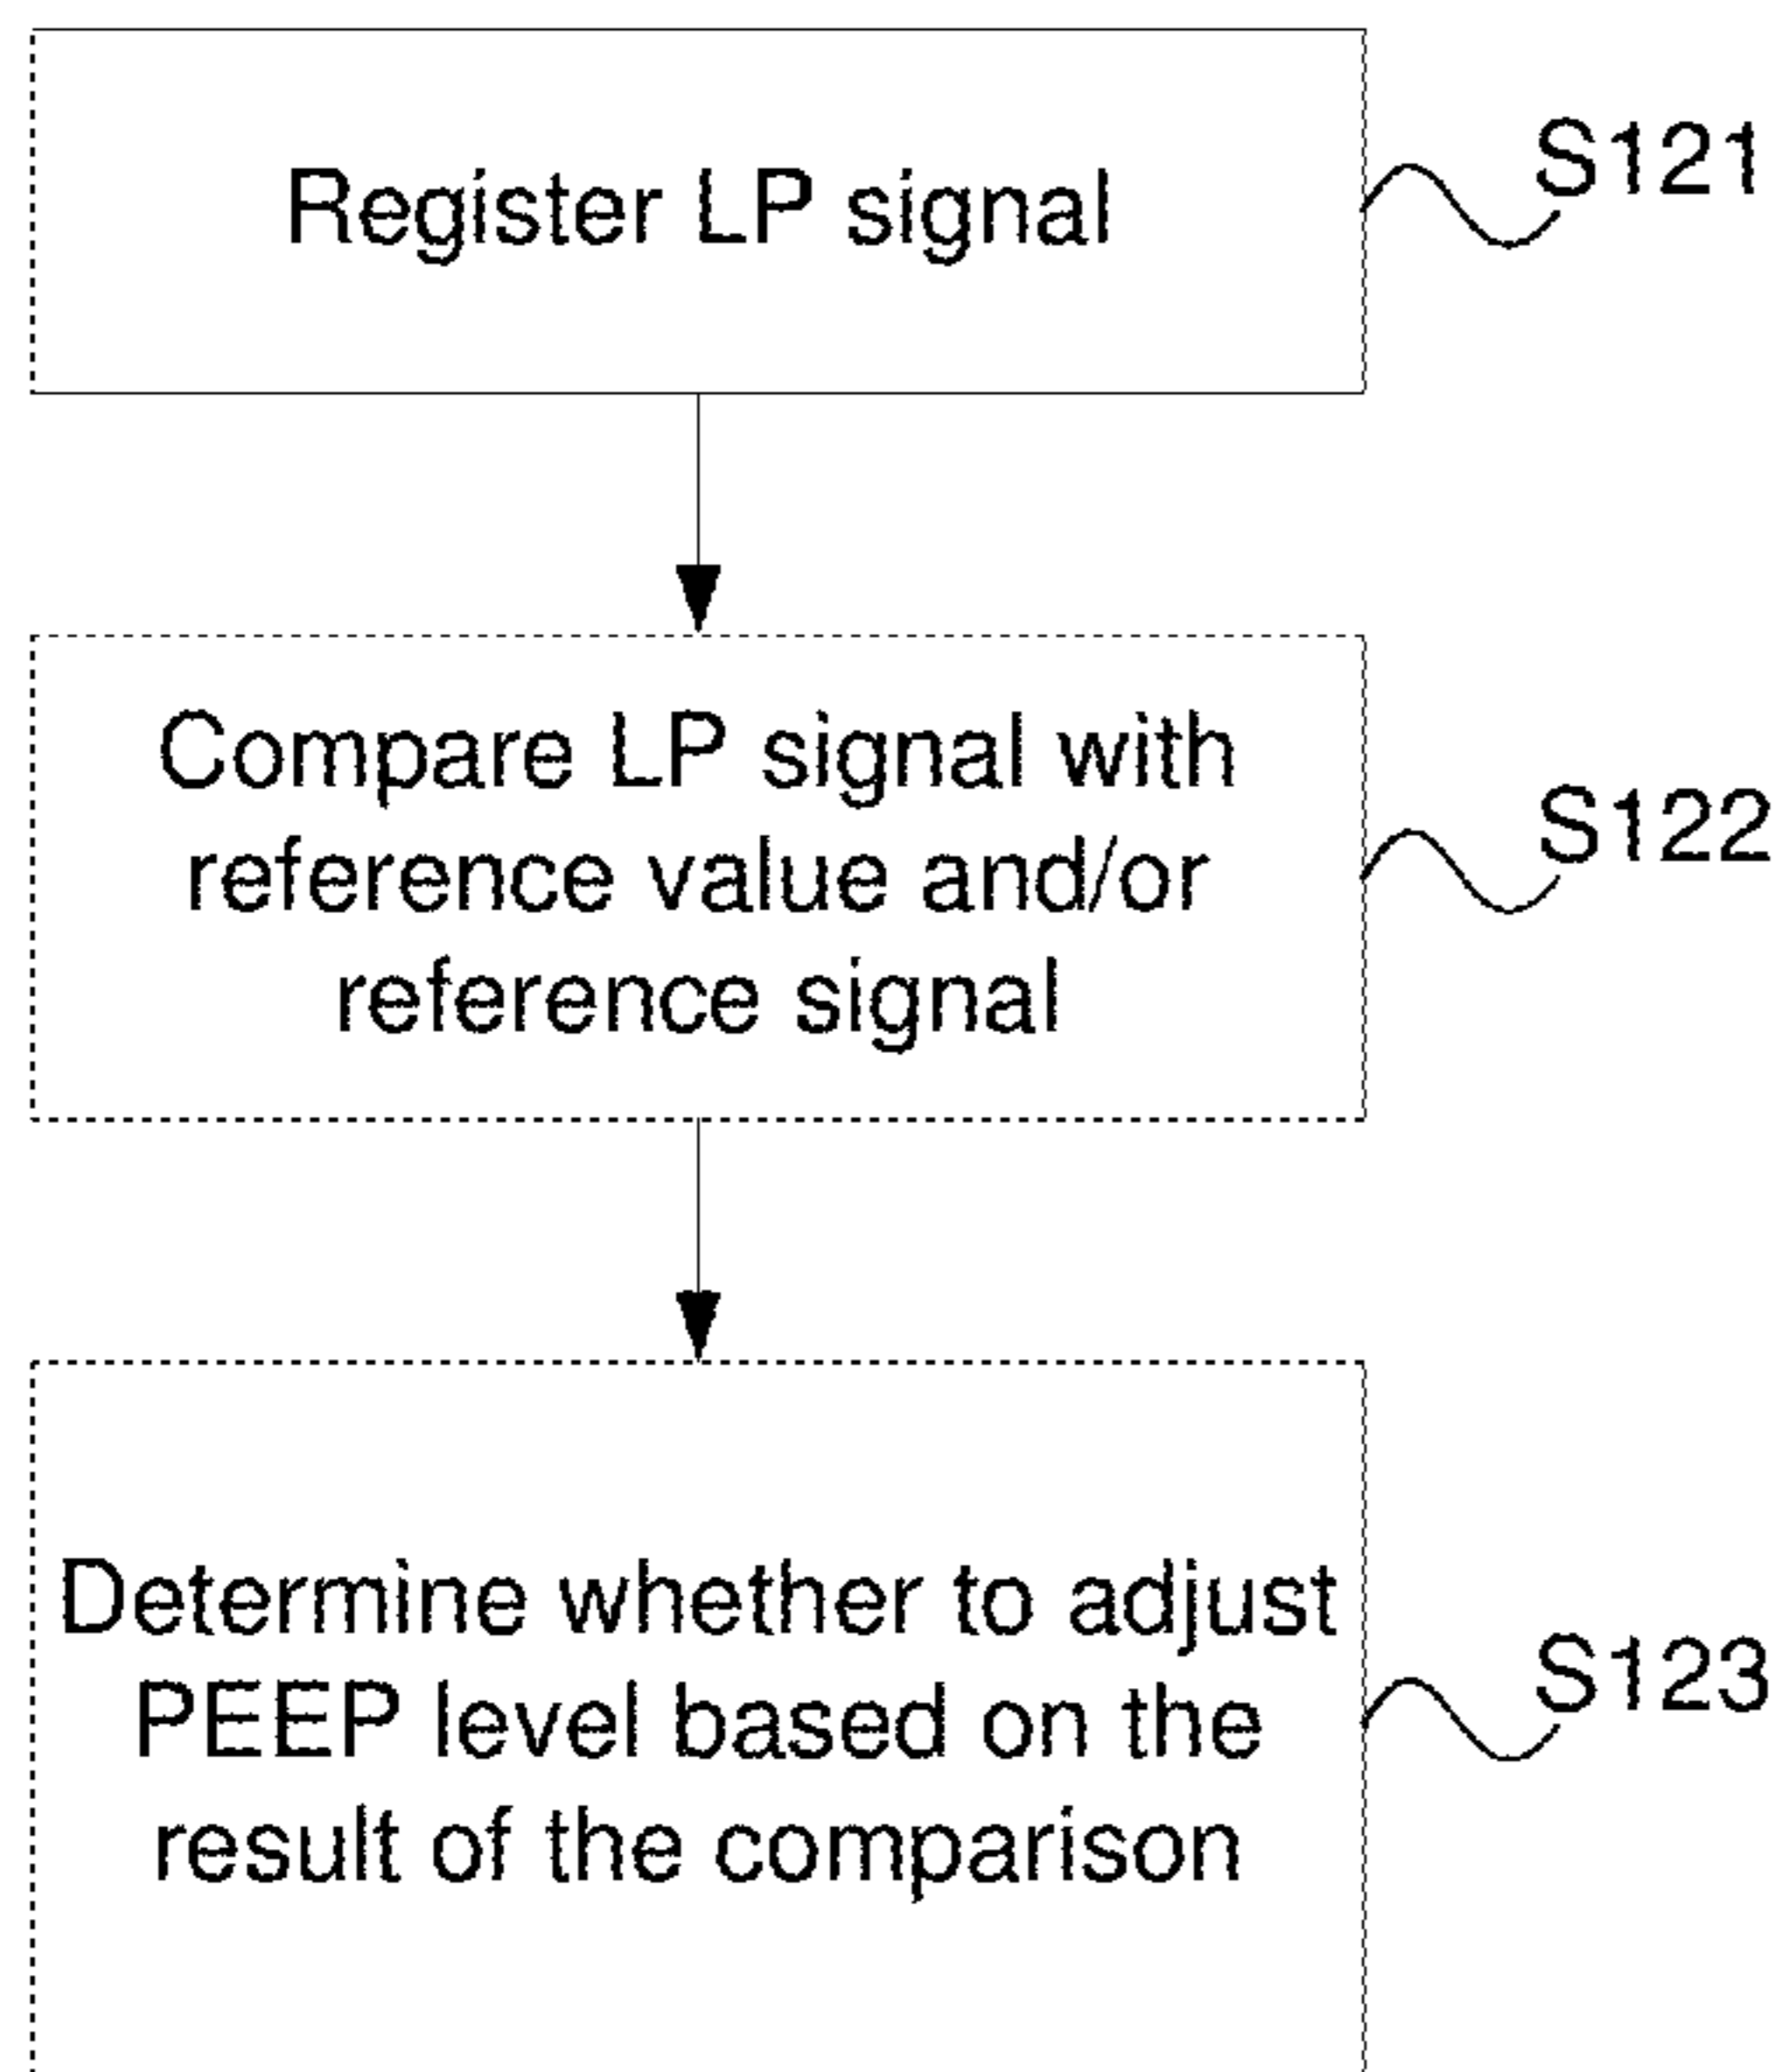 Register LP signal
S121
Compare LP signal with
reference value and/or
reference signal
S122
Determine whether to adjust
PEEP level based on the
result of the comparison
S123